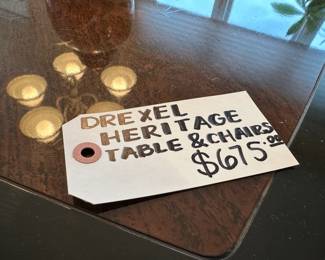 DREXEL
HERITAGE
TABLE & CHAIRS
$675.00